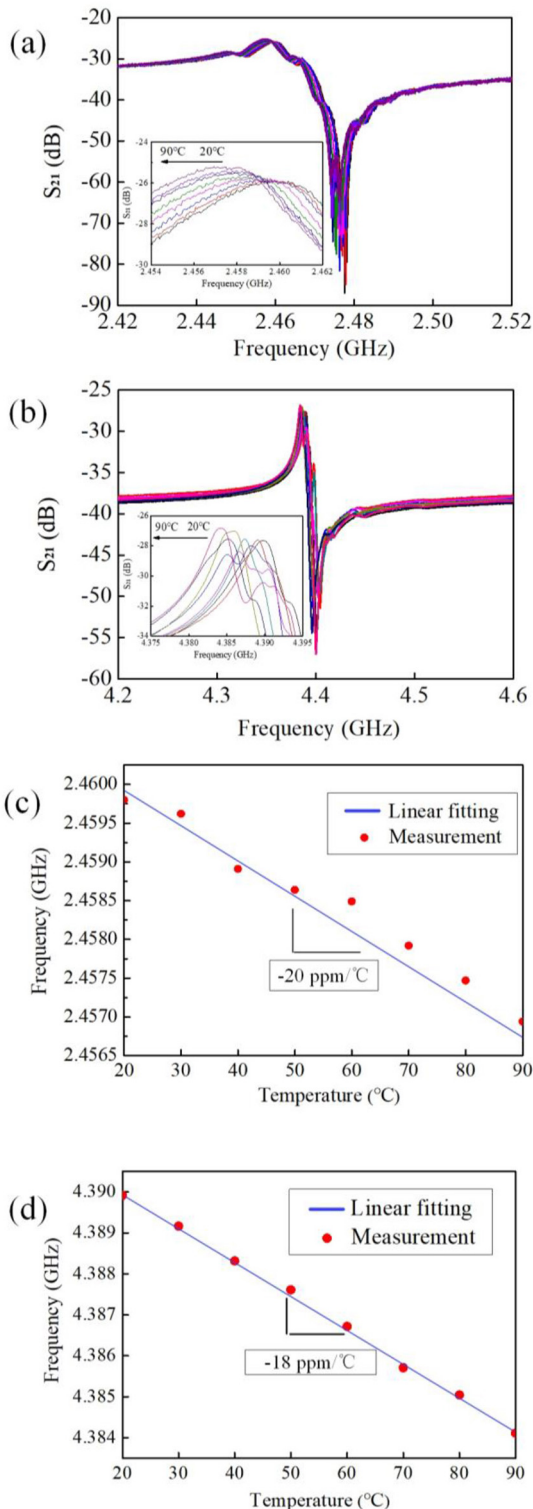 (a)
-20
-30
-40
-50
-60
-70
-80
-90
S21 (dB)
2.42 2.44 2.46 2.48 2.50 2.52
Frequency (GHz)
90℃ 20℃
-24
-26
-28
-30
S21 (dB)
2.454 2.456 2.458 2.460 2.462
Frequency (GHz)
(b)
-25
-30
-35
-40
-45
-50
-55
-60
S21 (dB)
4.2 4.3 4.4 4.5 4.6
Frequency (GHz)
90℃ 20℃
-26
-28
-30
-32
-34
S21 (dB)
4.375 4.380 4.385 4.390 4.395
Frequency (GHz)
(c)
2.4600
2.4595
2.4590
2.4585
2.4580
2.4575
2.4570
2.4565
Frequency (GHz)
Linear fitting
Measurement
-20 ppm/℃
20 30 40 50 60 70 80 90
Temperature (℃)
(d)
4.390
4.389
4.388
4.387
4.386
4.385
4.384
Frequency (GHz)
Linear fitting
Measurement
-18 ppm/℃
20 30 40 50 60 70 80 90
Temperature (℃)